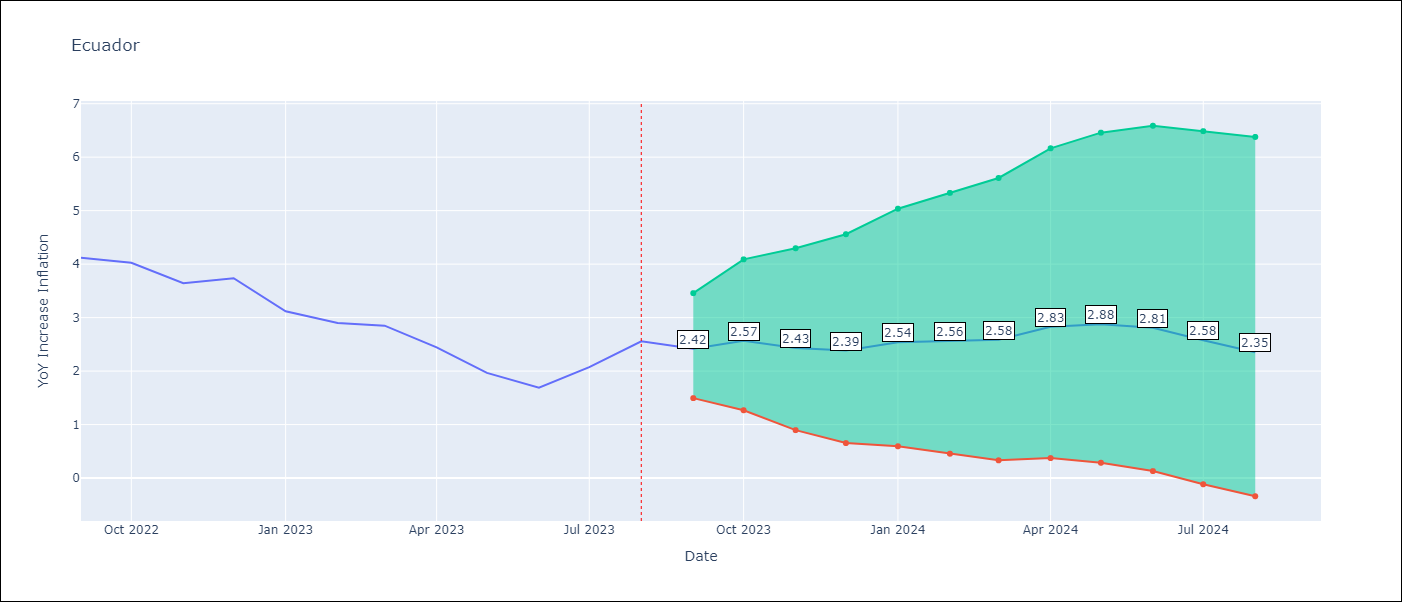 Ecuador
YoY Increase Inflation
7
6
5
4
3
2
1
0
2.42
2.57
2.43
2.39
2.54
2.56
2.58
2.83
2.88
2.81
2.58
2.35
Oct 2022
Jan 2023
Apr 2023
Jul 2023
Oct 2023
Jan 2024
Apr 2024
Jul 2024
Date